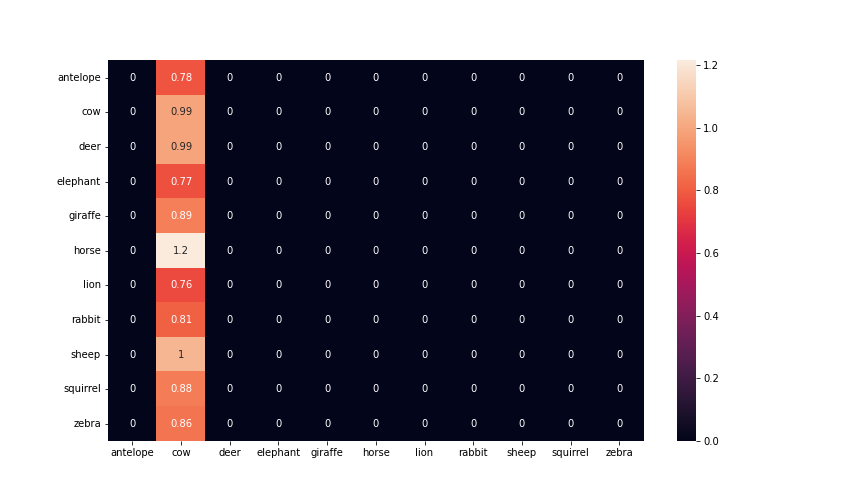 antelope 0 0.78 0 0 0 0 0 0 0 0 0
cow 0 0.99 0 0 0 0 0 0 0 0 0
deer 0 0.99 0 0 0 0 0 0 0 0 0
elephant 0 0.77 0 0 0 0 0 0 0 0 0
giraffe 0 0.89 0 0 0 0 0 0 0 0 0
horse 0 1.2 0 0 0 0 0 0 0 0 0
lion 0 0.76 0 0 0 0 0 0 0 0 0
rabbit 0 0.81 0 0 0 0 0 0 0 0 0
sheep 0 1 0 0 0 0 0 0 0 0 0
squirrel 0 0.88 0 0 0 0 0 0 0 0 0
zebra 0 0.86 0 0 0 0 0 0 0 0 0
antelope cow deer elephant giraffe horse lion rabbit sheep squirrel zebra
1.2
1.0
0.8
0.6
0.4
0.2
0.0